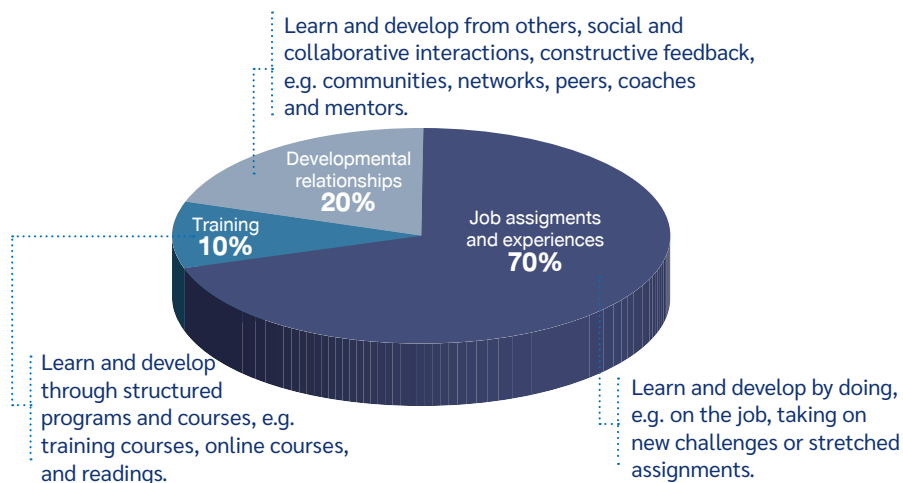 Learn and develop from others, social and
collaborative interactions, constructive feedback,
e.g. communities, networks, peers, coaches
and mentors.
Developmental
relationships
20%
Training
10%
Job assigments
and experiences
70%
Learn and develop
through structured
programs and courses, e.g.
training courses, online courses,
and readings.
Learn and develop by doing,
e.g. on the job, taking on
new challenges or stretched
assignments.